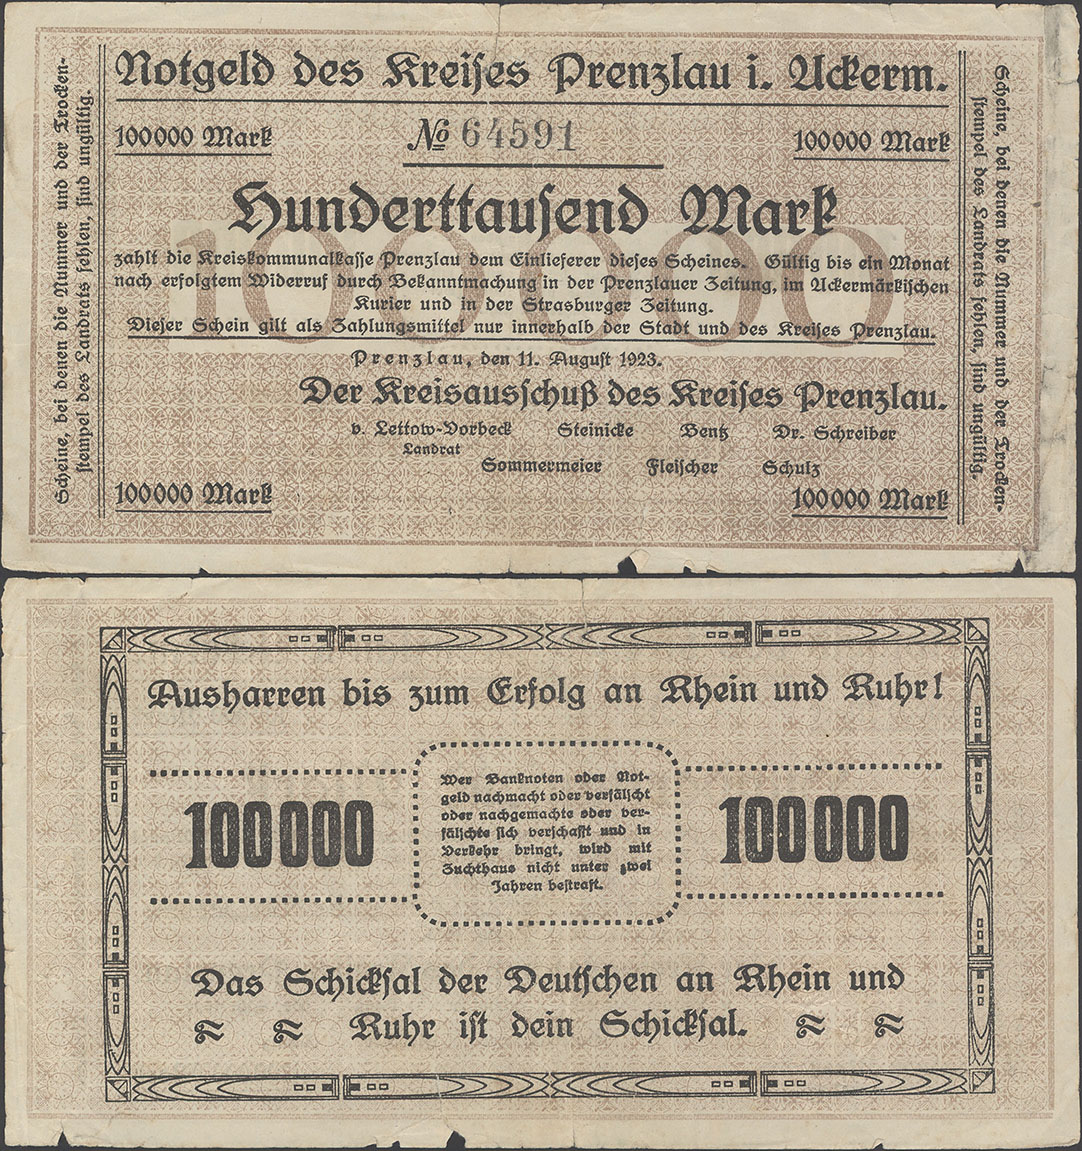 Notgeld des Kreises Prenzlau i. Uckerm.
100000 Mark
№ 64591
100000 Mark
Hunderttausend Mark
100000
zahlt die Kreiskommunalkasse Prenzlau dem Einlieferer dieses Scheines. Gültig bis ein Monat
nach erfolgtem Widerruf durch Bekanntmachung in der Prenzlauer Zeitung, im Uckermärkischen
Kurier und in der Strasburger Zeitung.
Dieser Schein gilt als Zahlungsmittel nur innerhalb der Stadt und des Kreises Prenzlau.
Prenzlau, den 11. August 1923.
Der Kreisausschuß des Kreises Prenzlau.
v. Lettow-Vorbeck Steinicke Bentz Dr. Schreiber
Landrat
Sommermeier Fleischer Schulz
100000 Mark
100000 Mark
Scheine, bei denen die Nummer und der Trocken-
stempel des Landrats fehlen, sind ungültig.
Scheine, bei denen die Nummer und der Trocken-
stempel des Landrats fehlen, sind ungültig.
Ausharren bis zum Erfolg an Rhein und Ruhr!
100000
Wer Banknoten oder Not-
geld nachmacht oder verfälscht
oder nachgemachte oder ver-
fälschte sich verschafft und in
Verkehr bringt, wird mit
Zuchthaus nicht unter zwei
Jahren bestraft.
100000
Das Schicksal der Deutschen an Rhein und
Ruhr ist dein Schicksal.